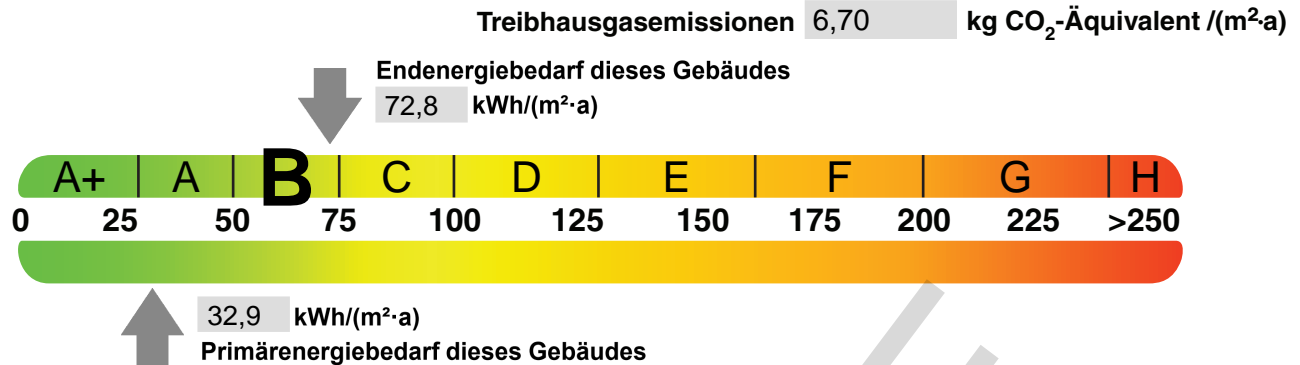 Treibhausgasemissionen 6,70 kg CO₂-Äquivalent /(m²·a)
Endenergiebedarf dieses Gebäudes
72,8 kWh/(m²·a)
A+ A B C D E F G H
0 25 50 75 100 125 150 175 200 225 >250
32,9 kWh/(m²·a)
Primärenergiebedarf dieses Gebäudes